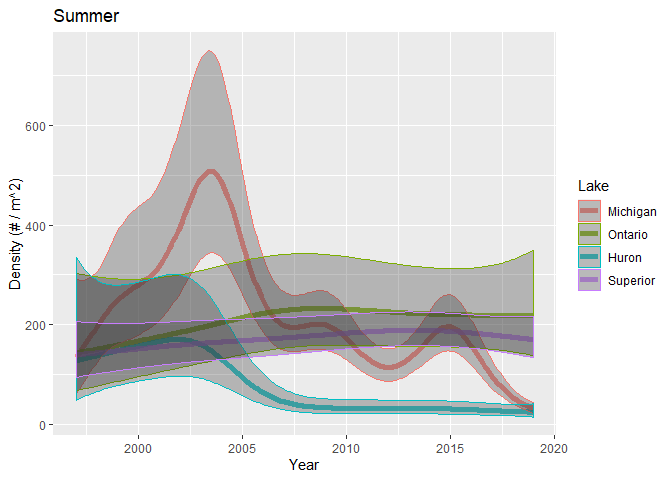 Summer
Density (# / m^2)
600
400
200
0
2000
2005
2010
2015
2020
Year
Lake
Michigan
Ontario
Huron
Superior